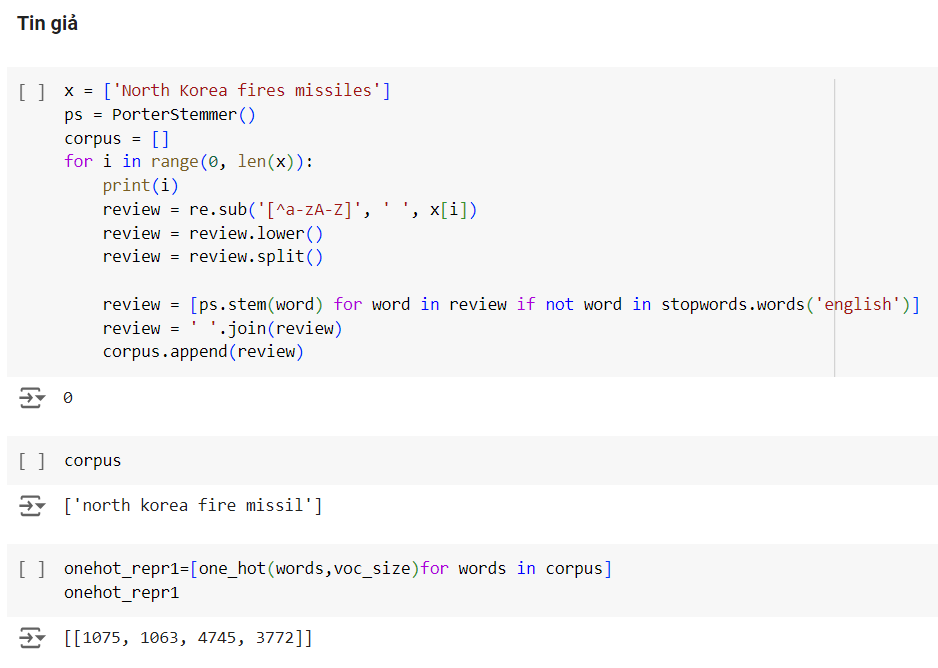 Tin giả
[ ] x = ['North Korea fires missiles']
ps = PorterStemmer()
corpus = []
for i in range(0, len(x)):
print(i)
review = re.sub('[^a-zA-Z]', ' ', x[i])
review = review.lower()
review = review.split()
review = [ps.stem(word) for word in review if not word in stopwords.words('english')]
review = ' '.join(review)
corpus.append(review)
0
[ ] corpus
['north korea fire missil']
[ ] onehot_repr1=[one_hot(words,voc_size)for words in corpus]
onehot_repr1
[[1075, 1063, 4745, 3772]]